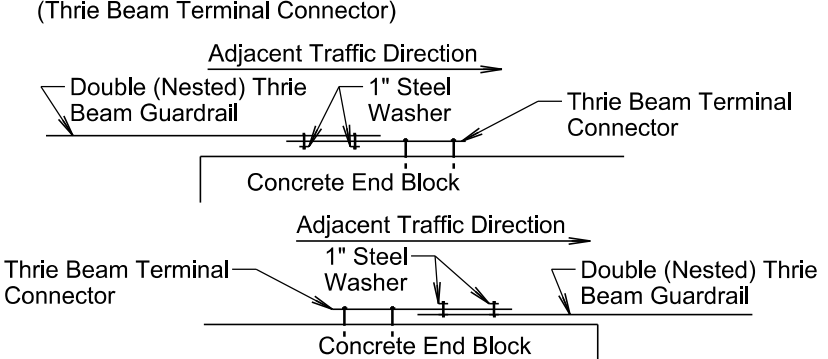 (Thrie Beam Terminal Connector)
Adjacent Traffic Direction
Double (Nested) Thrie
Beam Guardrail
1" Steel
Washer
Thrie Beam Terminal
Connector
Concrete End Block
Adjacent Traffic Direction
Thrie Beam Terminal
Connector
1" Steel
Washer
Double (Nested) Thrie
Beam Guardrail
Concrete End Block